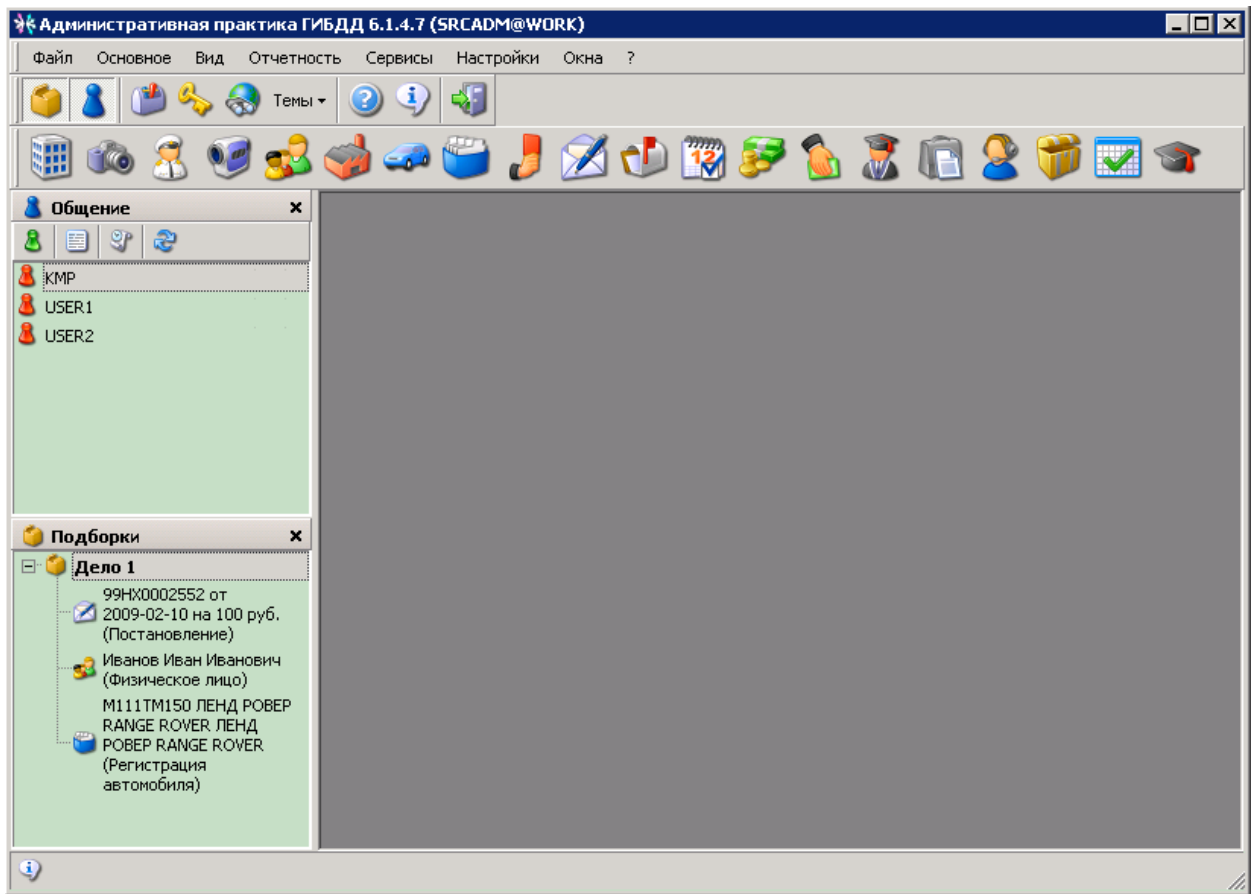 Административная практика ГИБДД 6.1.4.7 (SRCADM@WORK)
Файл Основное Вид Отчетность Сервисы Настройки Окна ?
Темы
12
Общение
KMP
USER1
USER2
Подборки
Дело 1
99НХ0002552 от
2009-02-10 на 100 руб.
(Постановление)
Иванов Иван Иванович
(Физическое лицо)
М111ТМ150 ЛЕНД РОВЕР
RANGE ROVER ЛЕНД
РОВЕР RANGE ROVER
(Регистрация
автомобиля)